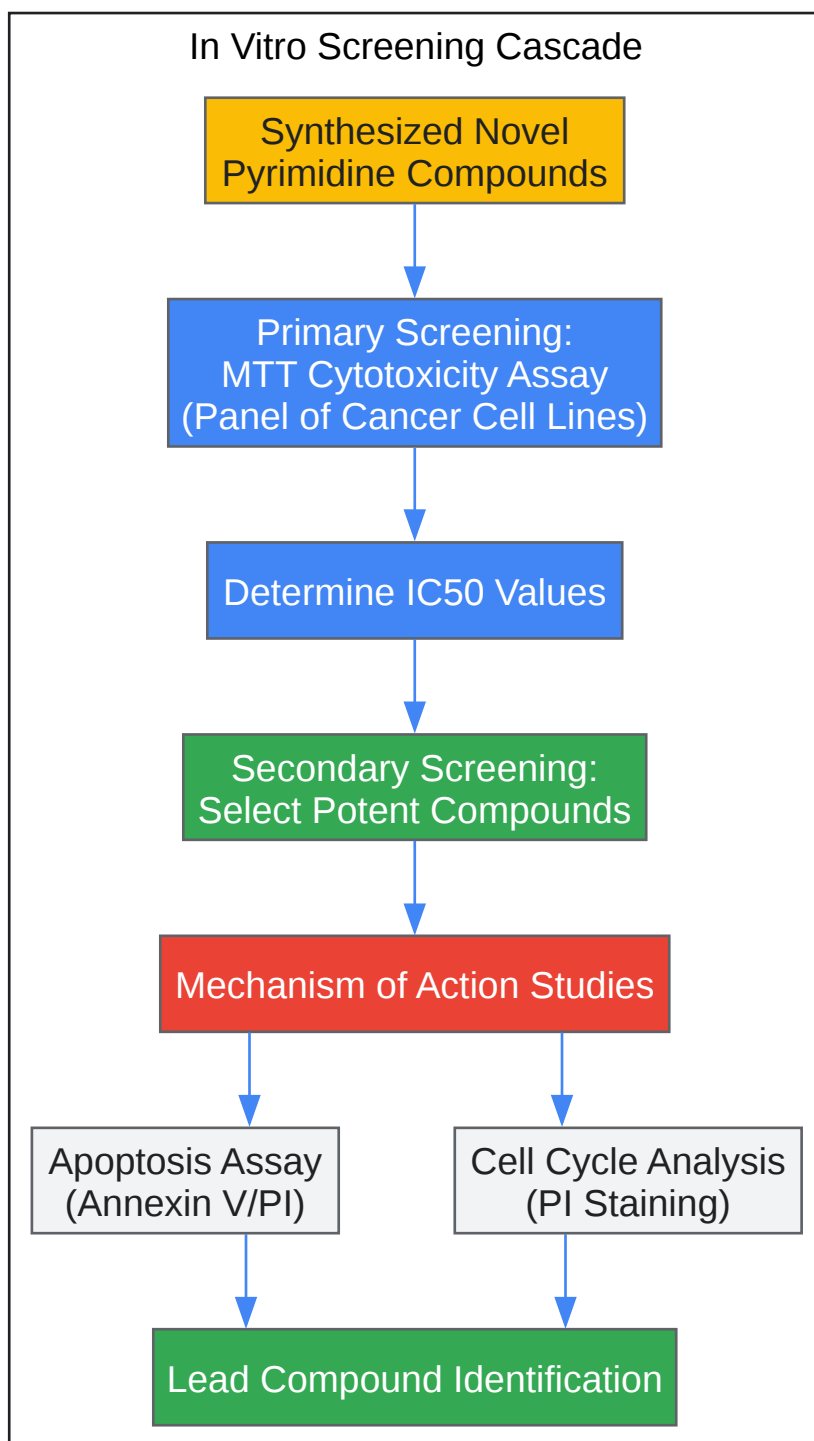 In Vitro Screening Cascade
Synthesized Novel
Pyrimidine Compounds
Primary Screening:
MTT Cytotoxicity Assay
(Panel of Cancer Cell Lines)
Determine IC50 Values
Secondary Screening:
Select Potent Compounds
Mechanism of Action Studies
Apoptosis Assay
(Annexin V/PI)
Cell Cycle Analysis
(PI Staining)
Lead Compound Identification